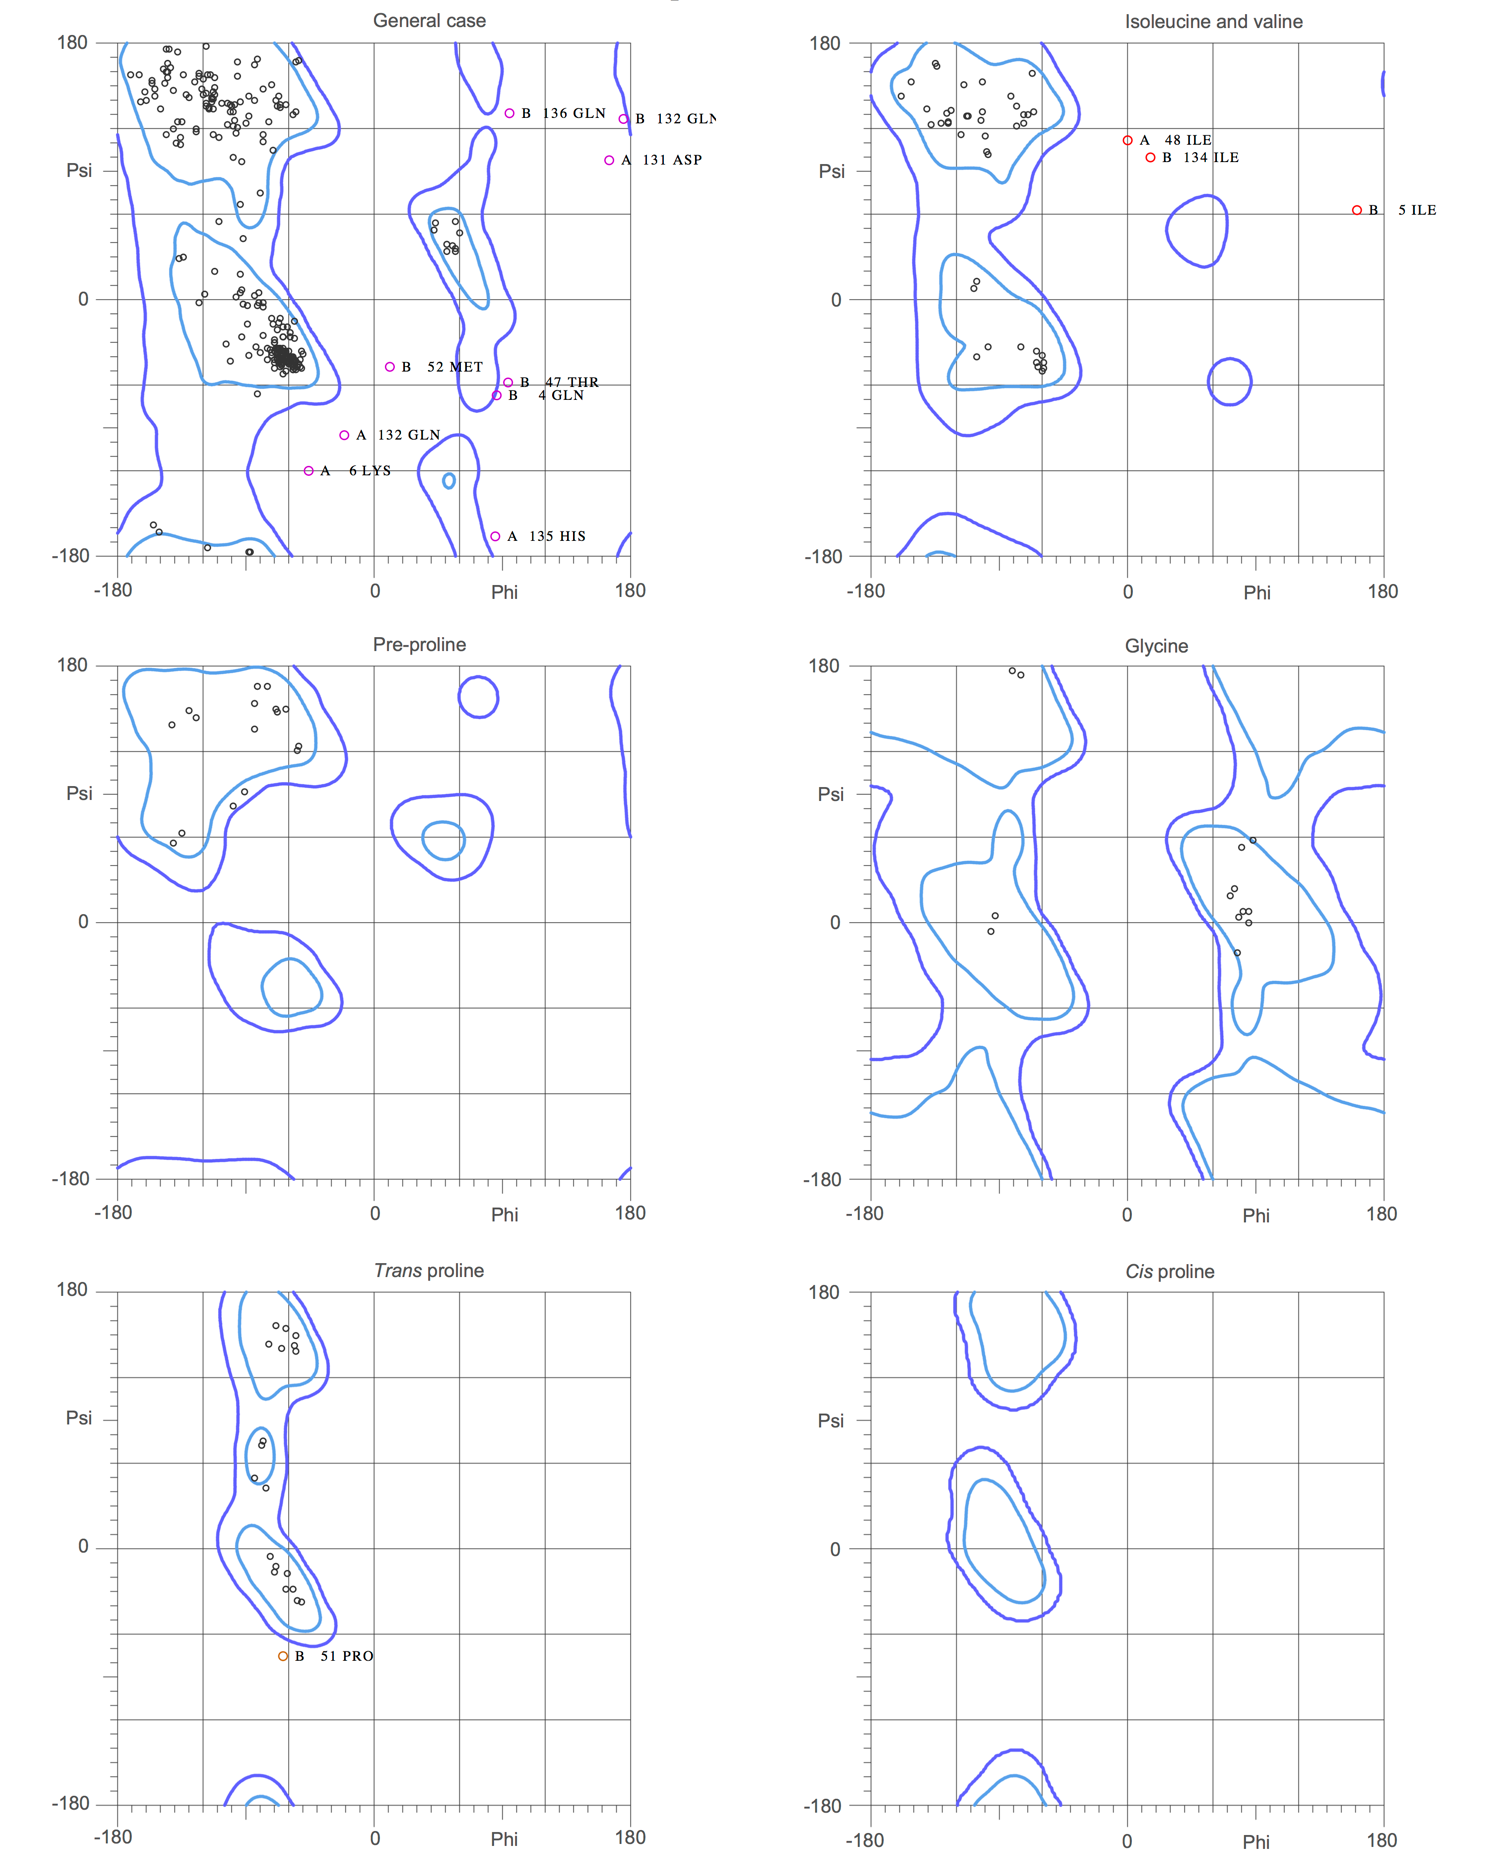 General case
Isoleucine and valine
180
180
B 136 GLN
B 132 GLN
A 48 ILE
A 131 ASP
B 134 ILE
Psi
Psi
B 5 ILE
0
0
B 52 MET
B 47 THR
B 4 GLN
A 132 GLN
A 6 LYS
A 135 HIS
-180
-180
-180
0
Phi
180
-180
0
Phi
180
Pre-proline
Glycine
180
180
Psi
Psi
0
0
-180
-180
-180
0
Phi
180
-180
0
Phi
180
Trans proline
Cis proline
180
180
Psi
Psi
0
0
B 51 PRO
-180
-180
-180
0
Phi
180
-180
0
Phi
180